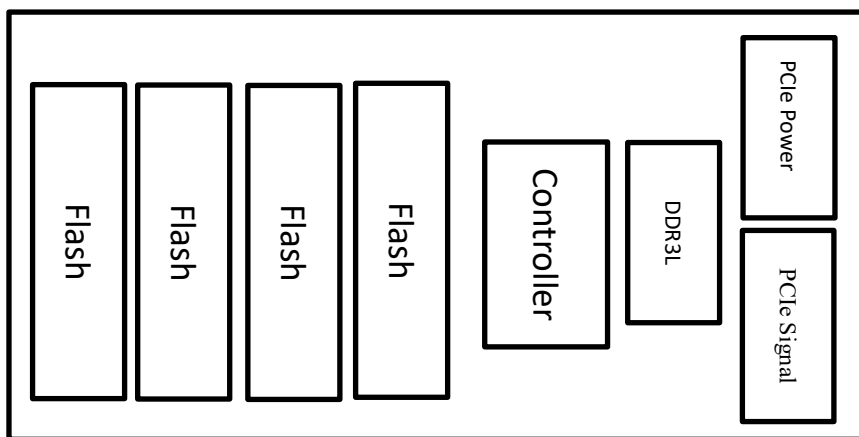 Flash
Flash
Flash
Flash
Controller
DDR3L
PCIe Power
PCIe Signal